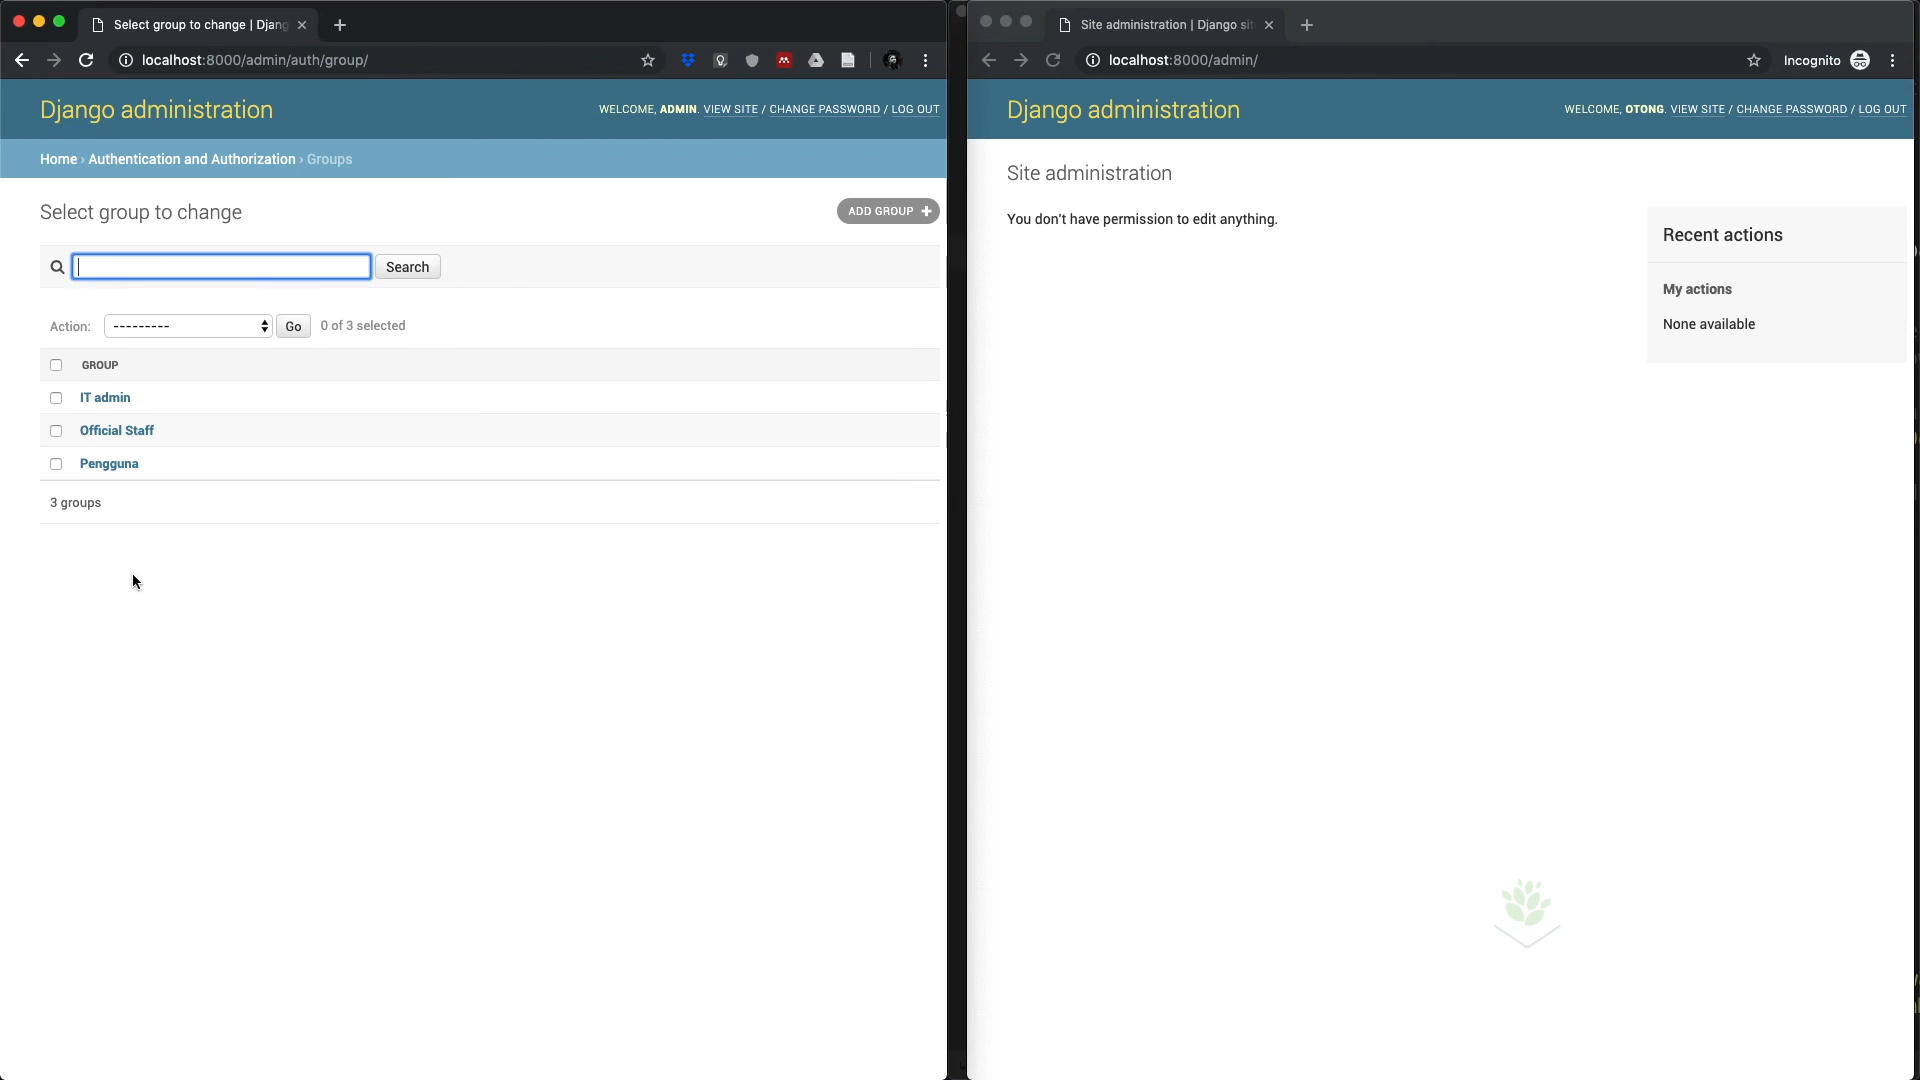 Select group to change | Djang
localhost:8000/admin/auth/group/
Django administration
WELCOME, ADMIN. VIEW SITE / CHANGE PASSWORD / LOG OUT
Home › Authentication and Authorization › Groups
Select group to change
ADD GROUP +
Search
Action: --------- Go 0 of 3 selected
GROUP
IT admin
Official Staff
Pengguna
3 groups
Site administration | Django sit
localhost:8000/admin/
Incognito
Django administration
WELCOME, OTONG. VIEW SITE / CHANGE PASSWORD / LOG OUT
Site administration
You don't have permission to edit anything.
Recent actions
My actions
None available